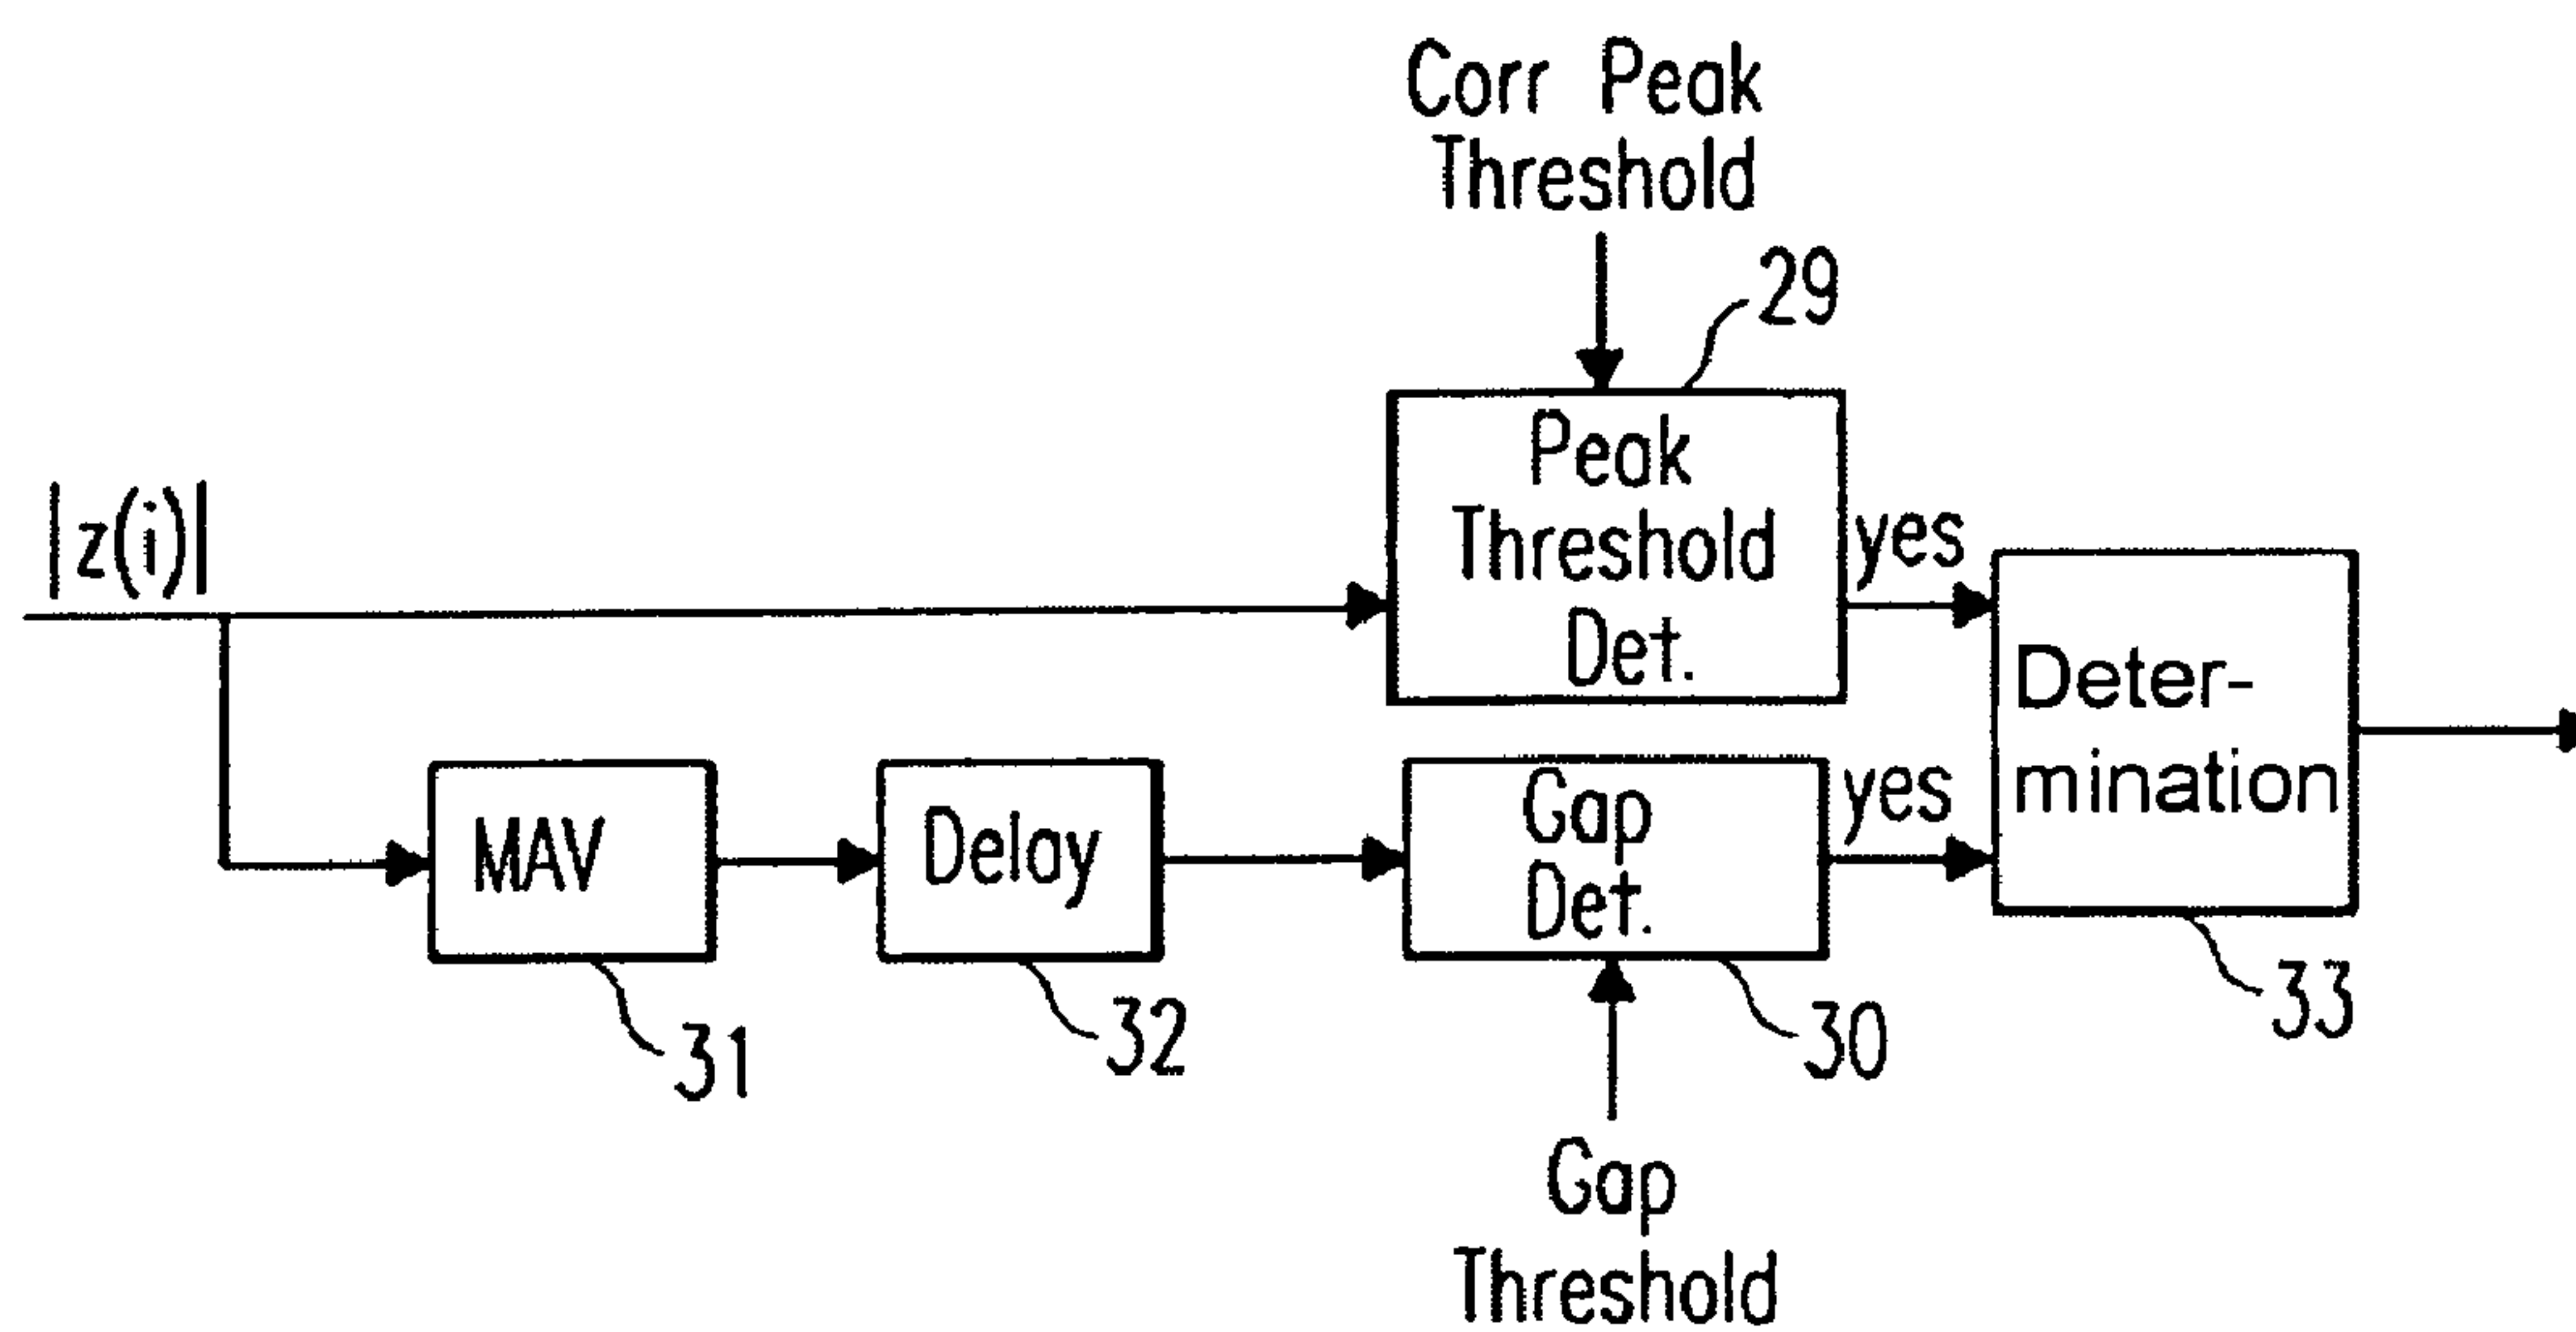 Corr Peak
Threshold
29
|z(i)|
Peak
Threshold
Det.
yes
Deter-
mination
MAV
Delay
Gap
Det.
yes
31
32
30
33
Gap
Threshold